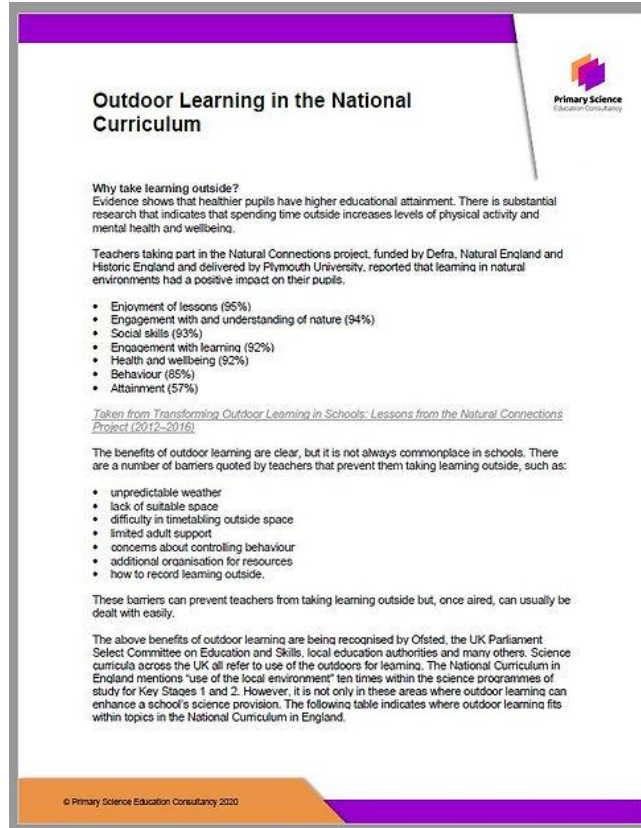 Outdoor Learning in the National
Curriculum
Primary Science
Education Consultancy
Why take learning outside?
Evidence shows that healthier pupils have higher educational attainment. There is substantial
research that indicates that spending time outside increases levels of physical activity and
mental health and wellbeing.
Teachers taking part in the Natural Connections project, funded by Defra, Natural England and
Historic England and delivered by Plymouth University, reported that learning in natural
environments had a positive impact on their pupils.
• Enjoyment of lessons (95%)
• Engagement with and understanding of nature (94%)
• Social skills (93%)
• Engagement with learning (92%)
• Health and wellbeing (92%)
• Behaviour (85%)
• Attainment (57%)
Taken from Transforming Outdoor Learning in Schools: Lessons from the Natural Connections
Project (2012–2016)
The benefits of outdoor learning are clear, but it is not always commonplace in schools. There
are a number of barriers quoted by teachers that prevent them taking learning outside, such as:
• unpredictable weather
• lack of suitable space
• difficulty in timetabling outside space
• limited adult support
• concerns about controlling behaviour
• additional organisation for resources
• how to record learning outside.
These barriers can prevent teachers from taking learning outside but, once aired, can usually be
dealt with easily.
The above benefits of outdoor learning are being recognised by Ofsted, the UK Parliament
Select Committee on Education and Skills, local education authorities and many others. Science
curricula across the UK all refer to use of the outdoors for learning. The National Curriculum in
England mentions “use of the local environment” ten times within the science programmes of
study for Key Stages 1 and 2. However, it is not only in these areas where outdoor learning can
enhance a school’s science provision. The following table indicates where outdoor learning fits
within topics in the National Curriculum in England.
© Primary Science Education Consultancy 2020